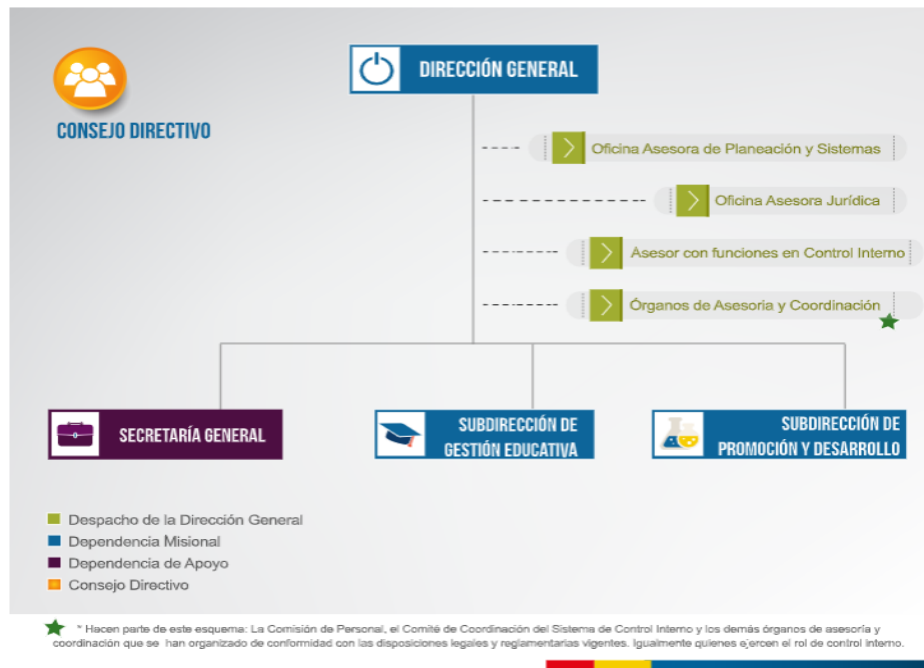 DIRECCIÓN GENERAL
CONSEJO DIRECTIVO
Oficina Asesora de Planeación y Sistemas
Oficina Asesora Jurídica
Asesor con funciones en Control Interno
Órganos de Asesoria y Coordinación
SECRETARÍA GENERAL
SUBDIRECCIÓN DE
GESTIÓN EDUCATIVA
SUBDIRECCIÓN DE
PROMOCIÓN Y DESARROLLO
Despacho de la Dirección General
Dependencia Misional
Dependencia de Apoyo
Consejo Directivo
* Hacen parte de este esquema: La Comisión de Personal, el Comité de Coordinación del Sistema de Control Interno y los demás órganos de asesoría y
coordinación que se han organizado de conformidad con las disposiciones legales y reglamentarias vigentes. Igualmente quienes ejercen el rol de control interno.